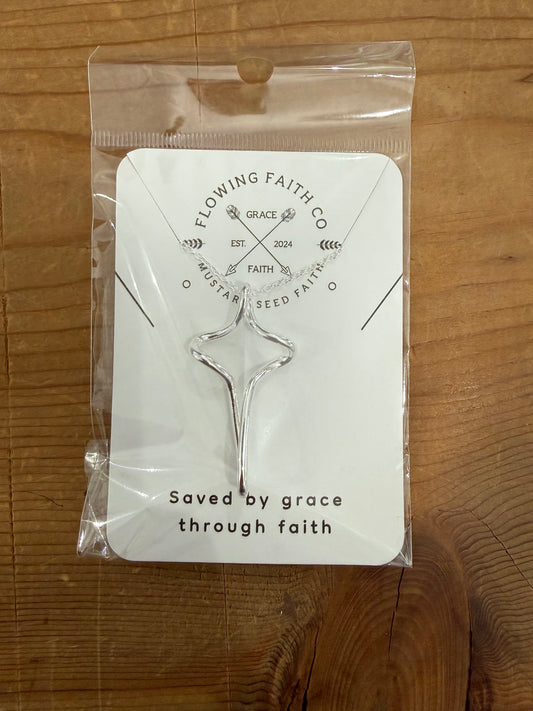 FLOWING FAITH CO
GRACE
EST. 2024
FAITH
MUSTARD SEED FAITH
Saved by grace
through faith